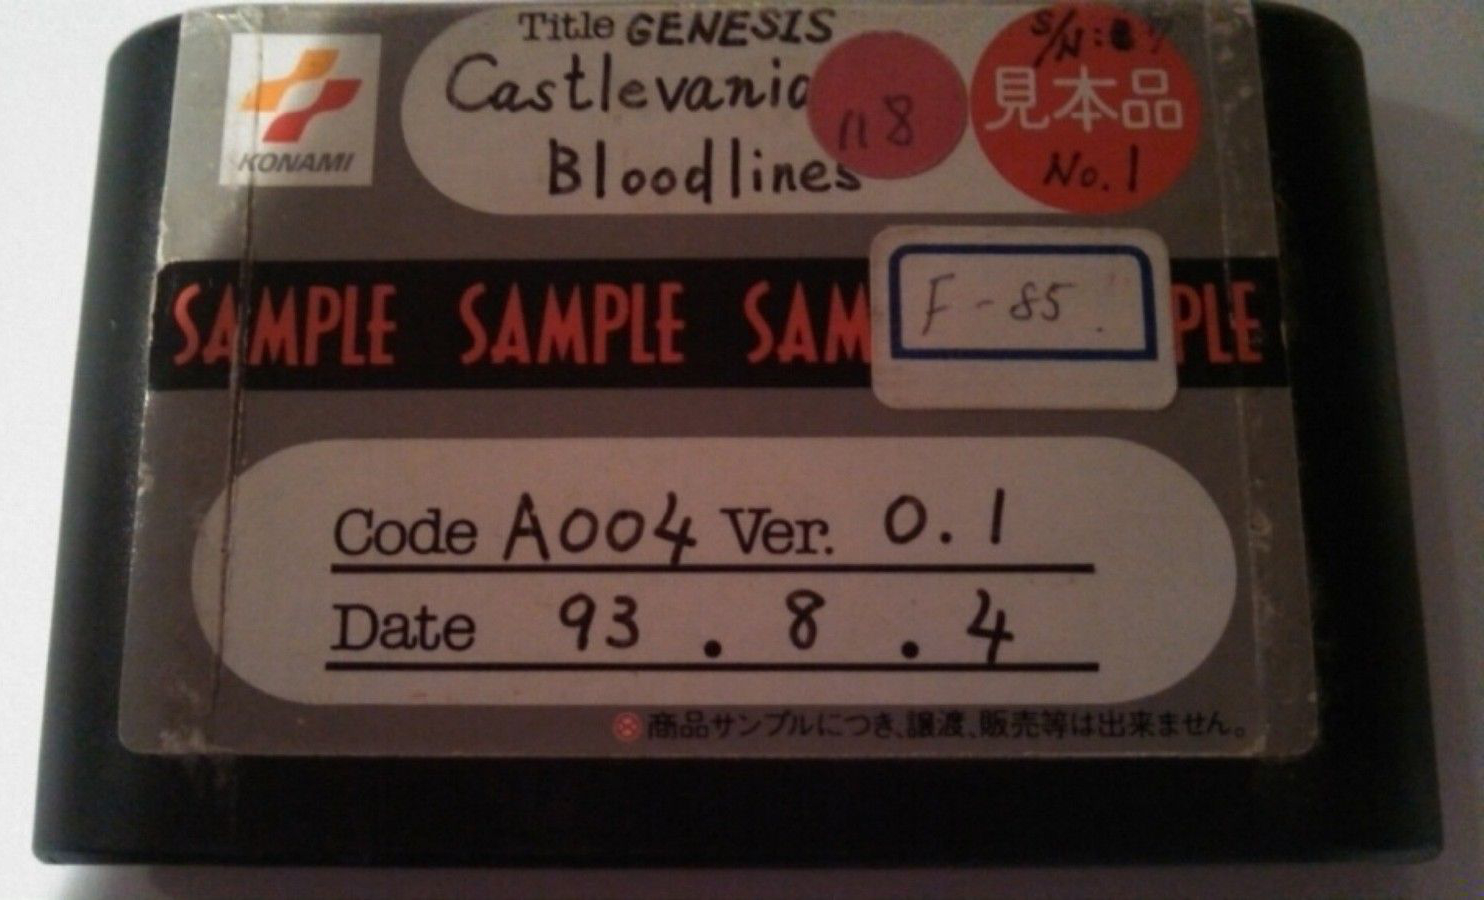 KONAMI
Title GENESIS
Castlevania
Bloodlines
118
S/N:
見本品
No. 1
SAMPLE SAMPLE SAM PLE
F-85
Code A004 Ver. 0.1
Date 93.8.4
※商品サンプルにつき、譲渡、販売等は出来ません。